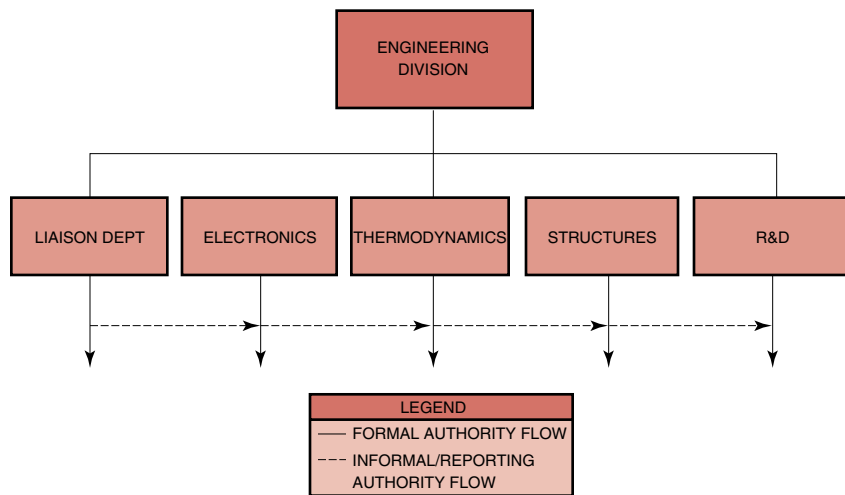 ENGINEERING
DIVISION
LIAISON DEPT
ELECTRONICS
THERMODYNAMICS
STRUCTURES
R&D
LEGEND
FORMAL AUTHORITY FLOW
INFORMAL/REPORTING
AUTHORITY FLOW